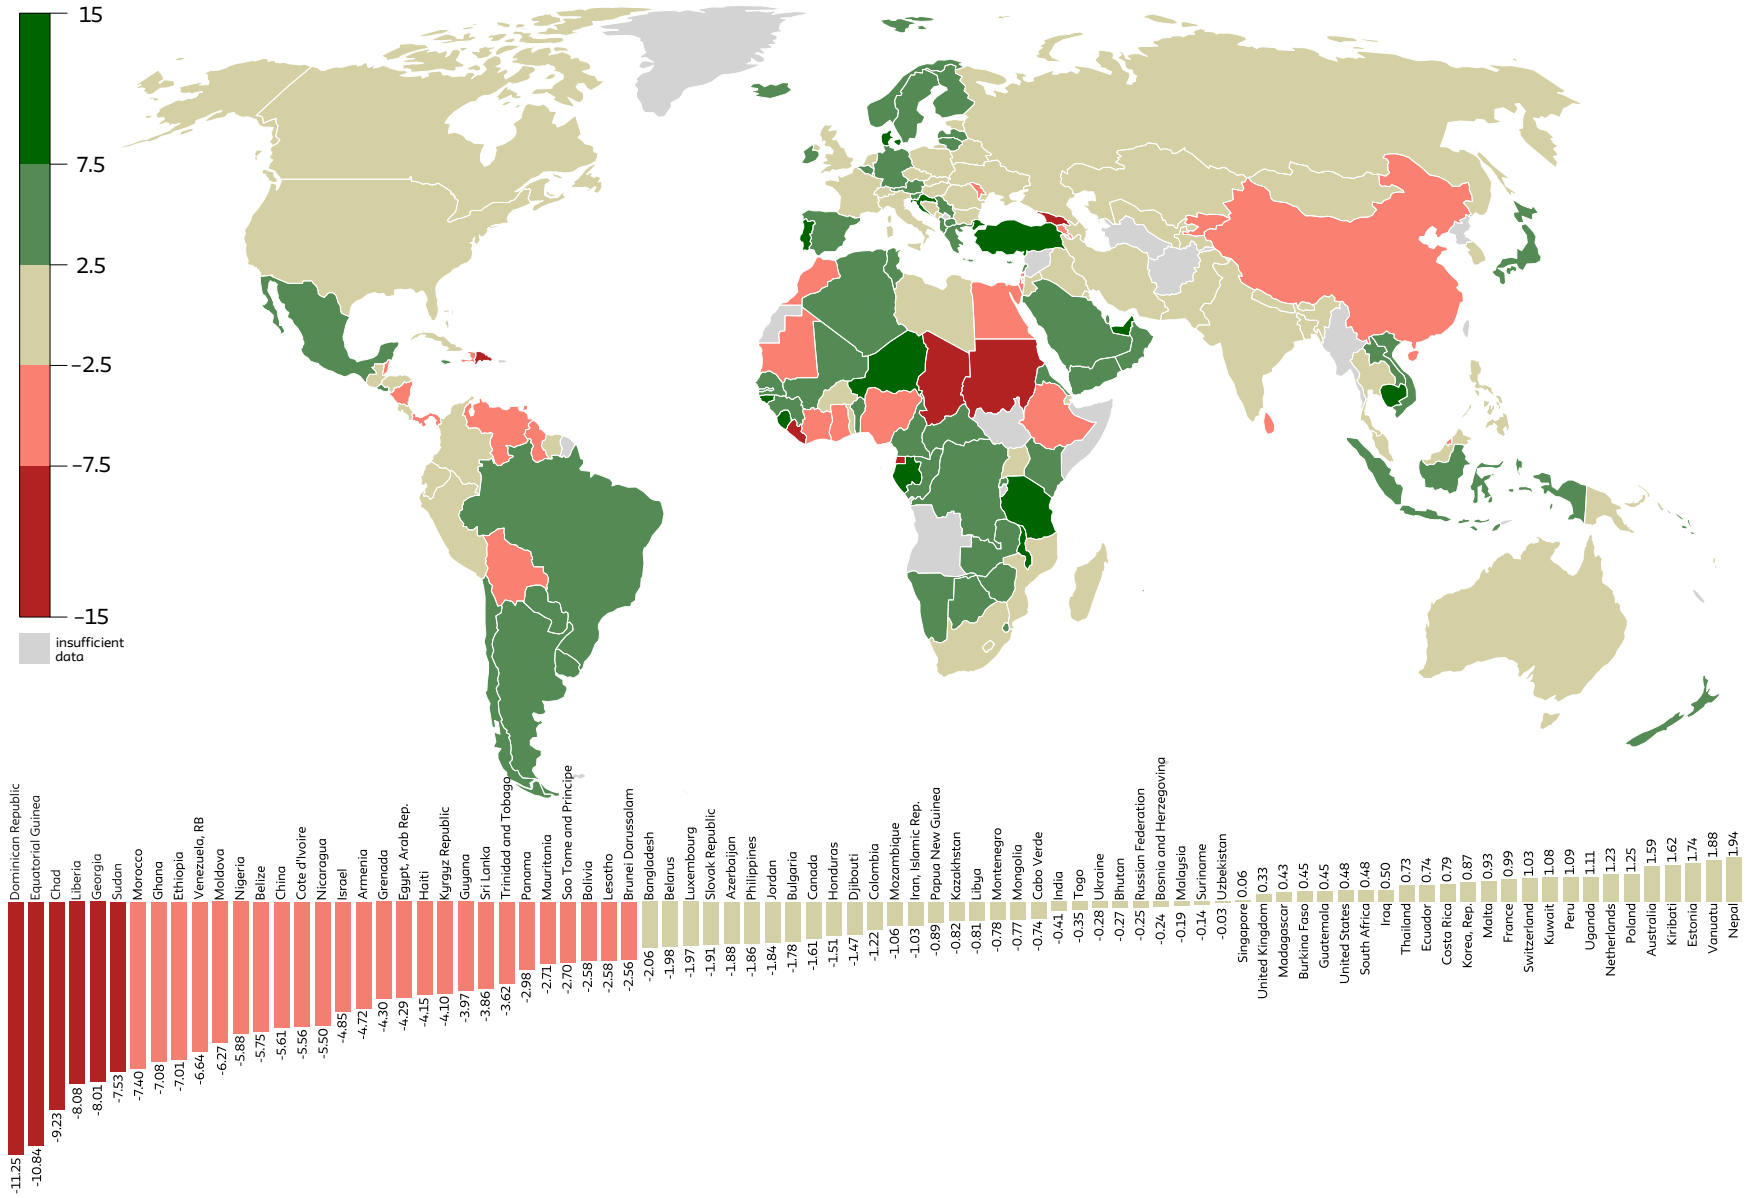 15
7.5
2.5
−2.5
−7.5
−15
insufficient
data
Dominican Republic -11.25
Equatorial Guinea -10.84
Chad -9.23
Liberia -8.08
Georgia -8.01
Sudan -7.53
Morocco -7.40
Ghana -7.08
Ethiopia -7.01
Venezuela, RB -6.64
Moldova -6.27
Nigeria -5.88
Belize -5.75
China -5.61
Cote d'Ivoire -5.56
Nicaragua -5.50
Israel -4.85
Armenia -4.72
Grenada -4.30
Egypt, Arab Rep. -4.29
Haiti -4.15
Kyrgyz Republic -4.10
Guyana -3.97
Sri Lanka -3.86
Trinidad and Tobago -3.62
Panama -2.98
Mauritania -2.71
Sao Tome and Principe -2.70
Bolivia -2.58
Lesotho -2.58
Brunei Darussalam -2.56
Bangladesh -2.06
Belarus -1.98
Luxembourg -1.97
Slovak Republic -1.91
Azerbaijan -1.88
Philippines -1.86
Jordan -1.84
Bulgaria -1.78
Canada -1.61
Honduras -1.51
Djibouti -1.47
Colombia -1.22
Mozambique -1.06
Iran, Islamic Rep. -1.03
Papua New Guinea -0.89
Kazakhstan -0.82
Libya -0.81
Montenegro -0.78
Mongolia -0.77
Cabo Verde -0.74
India -0.41
Togo -0.35
Ukraine -0.28
Bhutan -0.27
Russian Federation -0.25
Bosnia and Herzegovina -0.24
Malaysia -0.19
Suriname -0.14
Uzbekistan -0.03
Singapore 0.06
United Kingdom 0.33
Madagascar 0.43
Burkina Faso 0.45
Guatemala 0.45
United States 0.48
South Africa 0.48
Iraq 0.50
Thailand 0.73
Ecuador 0.74
Costa Rica 0.79
Korea, Rep. 0.87
Malta 0.93
France 0.99
Switzerland 1.03
Kuwait 1.08
Peru 1.09
Uganda 1.11
Netherlands 1.23
Poland 1.25
Australia 1.59
Kiribati 1.62
Estonia 1.74
Vanuatu 1.88
Nepal 1.94